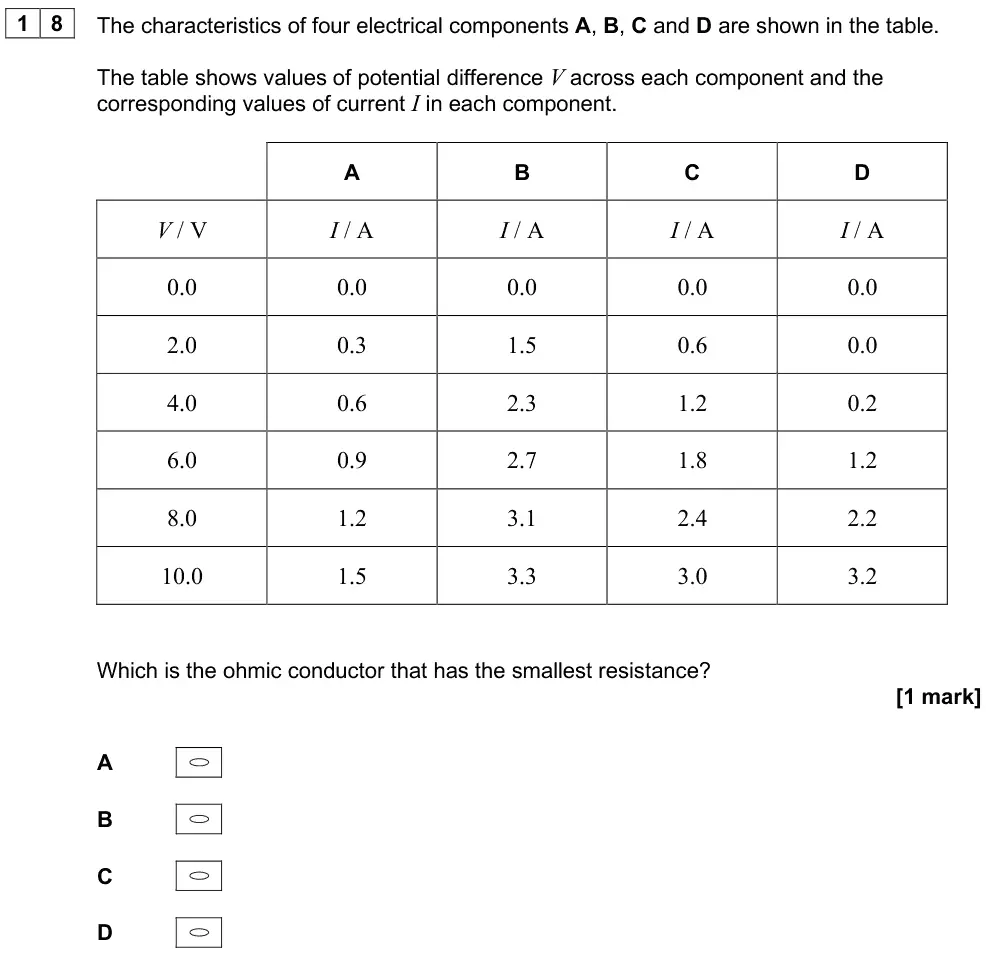 1 8 The characteristics of four electrical components A, B, C and D are shown in the table.
The table shows values of potential difference V across each component and the
corresponding values of current I in each component.
A B C D
V / V I / A I / A I / A I / A
0.0 0.0 0.0 0.0 0.0
2.0 0.3 1.5 0.6 0.0
4.0 0.6 2.3 1.2 0.2
6.0 0.9 2.7 1.8 1.2
8.0 1.2 3.1 2.4 2.2
10.0 1.5 3.3 3.0 3.2
Which is the ohmic conductor that has the smallest resistance?
[1 mark]
A
B
C
D